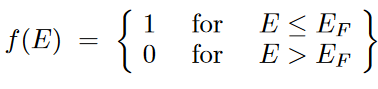 f(E) = { 1 for E ≤ E_F
0 for E > E_F }